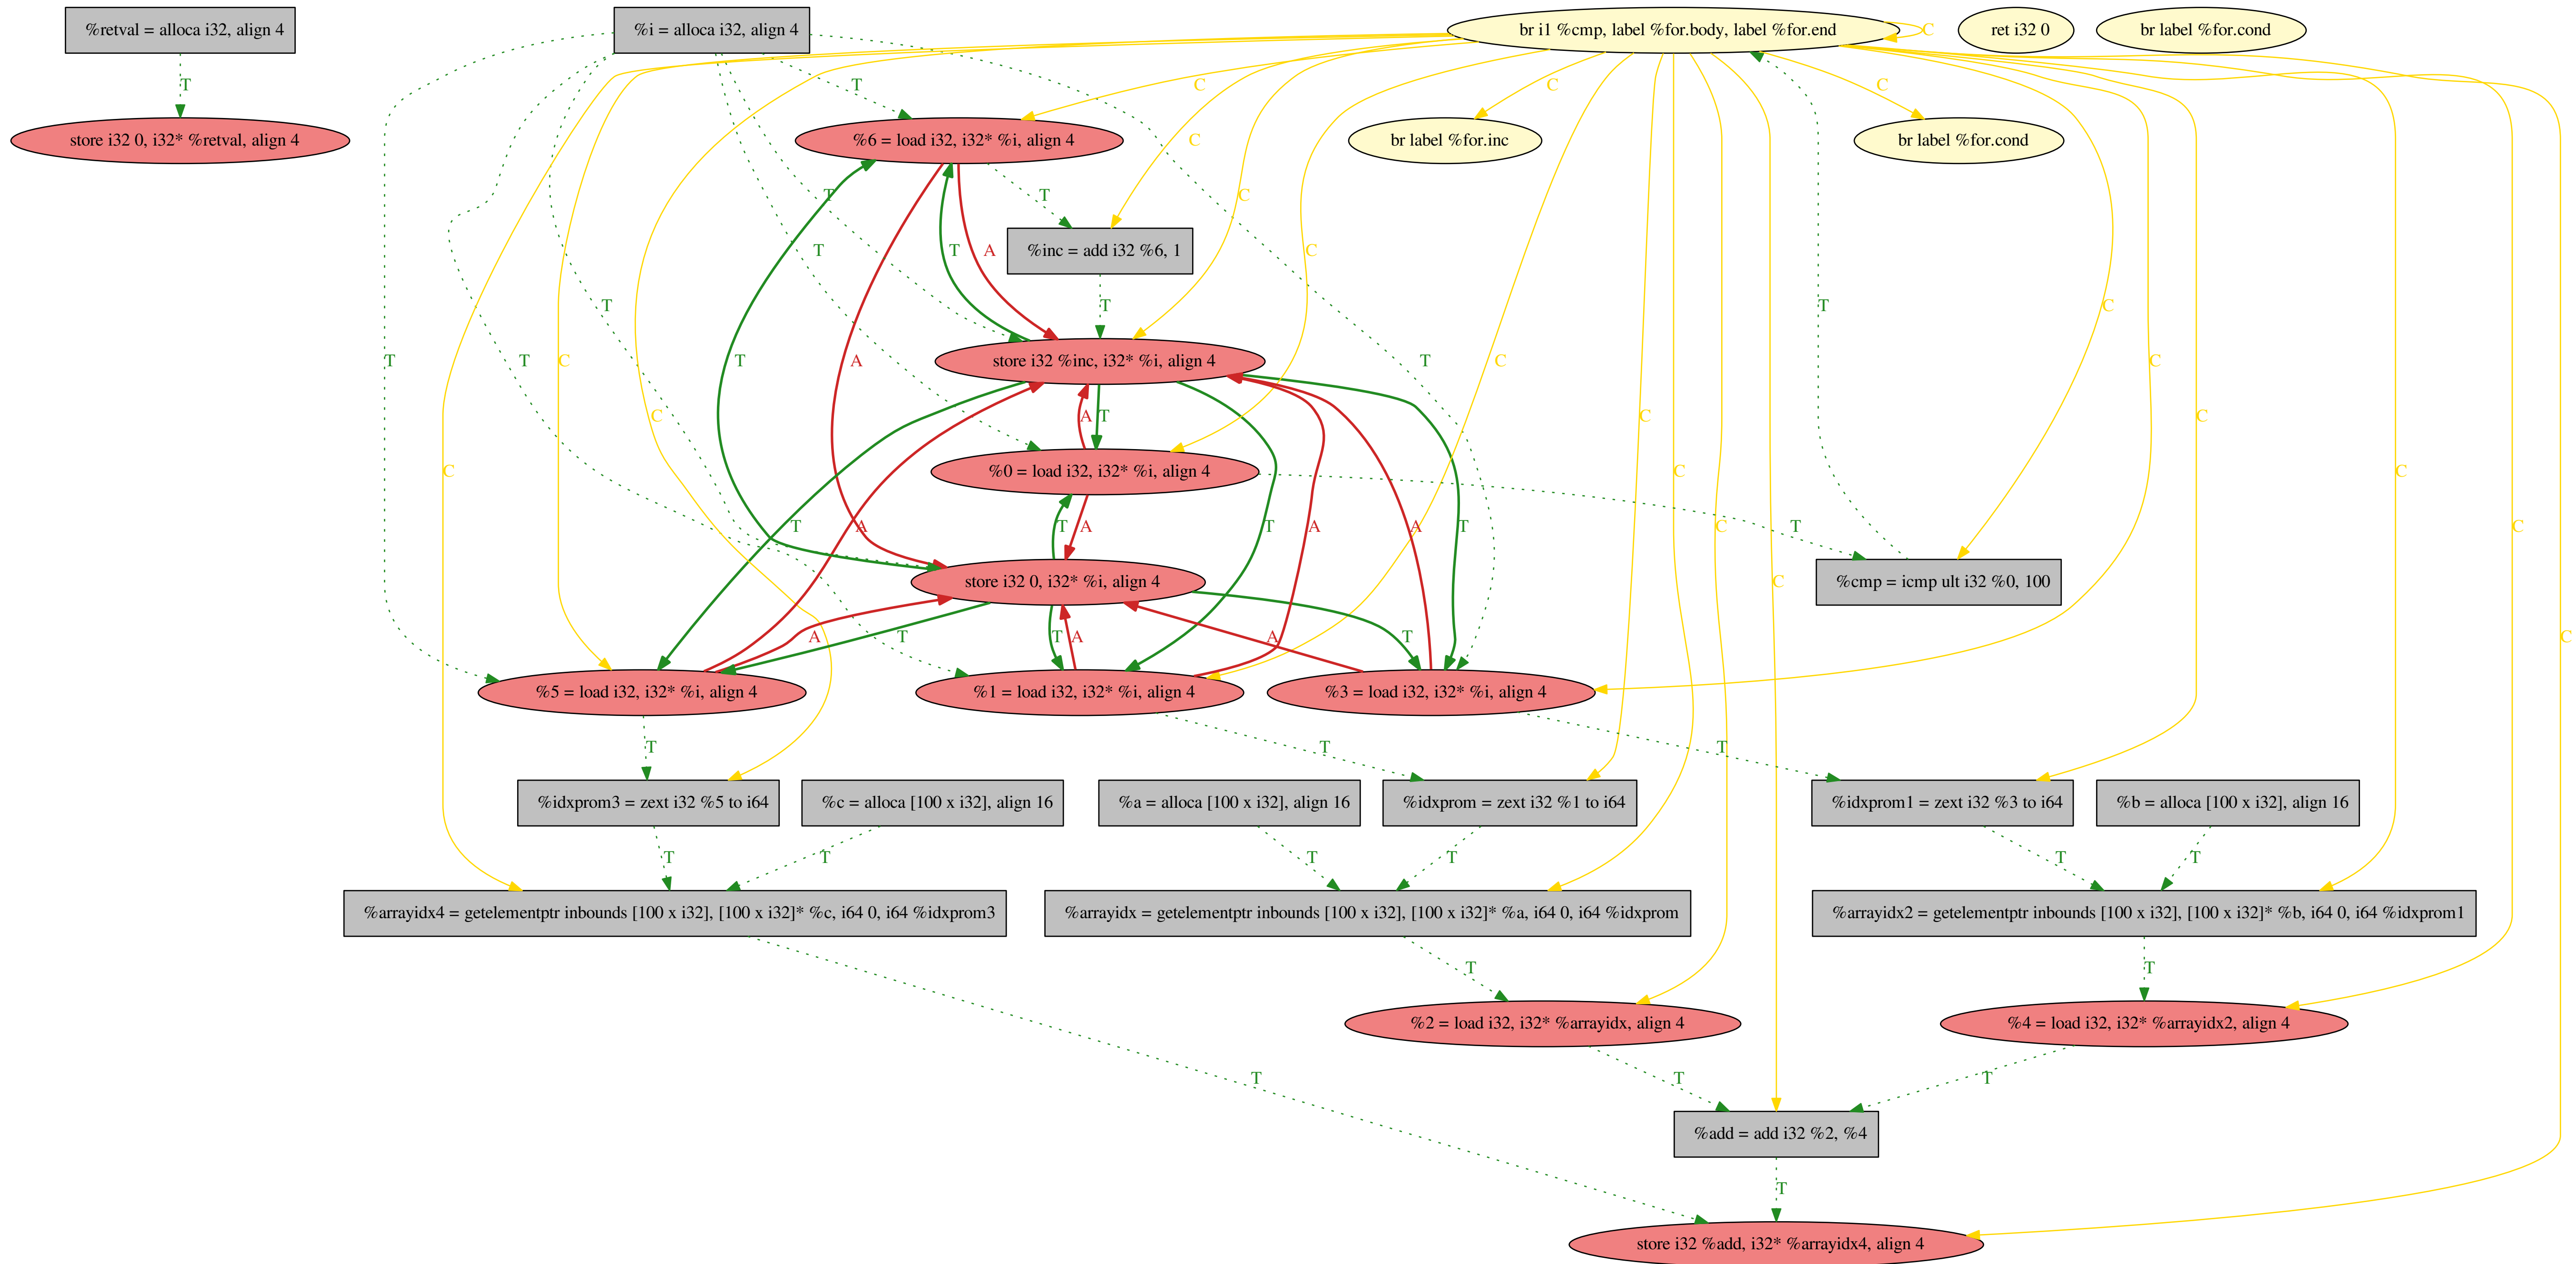 %retval = alloca i32, align 4
%i = alloca i32, align 4
br i1 %cmp, label %for.body, label %for.end
C
ret i32 0
br label %for.cond
T
T
C
C
C
store i32 0, i32* %retval, align 4
%6 = load i32, i32* %i, align 4
C
br label %for.inc
br label %for.cond
T
T
C
T
%inc = add i32 %6, 1
T
A
C
T
T
T
C
C
store i32 %inc, i32* %i, align 4
T
T
C
T
A
T
C
C
C
A
T
C
C
%0 = load i32, i32* %i, align 4
C
C
C
T
A
T
A
T
A
A
T
C
T
C
store i32 0, i32* %i, align 4
%cmp = icmp ult i32 %0, 100
C
A
T
T
A
A
T
C
%5 = load i32, i32* %i, align 4
%1 = load i32, i32* %i, align 4
%3 = load i32, i32* %i, align 4
T
T
T
%idxprom3 = zext i32 %5 to i64
%c = alloca [100 x i32], align 16
%a = alloca [100 x i32], align 16
%idxprom = zext i32 %1 to i64
%idxprom1 = zext i32 %3 to i64
%b = alloca [100 x i32], align 16
T
T
T
T
T
T
%arrayidx4 = getelementptr inbounds [100 x i32], [100 x i32]* %c, i64 0, i64 %idxprom3
%arrayidx = getelementptr inbounds [100 x i32], [100 x i32]* %a, i64 0, i64 %idxprom
%arrayidx2 = getelementptr inbounds [100 x i32], [100 x i32]* %b, i64 0, i64 %idxprom1
T
T
%2 = load i32, i32* %arrayidx, align 4
%4 = load i32, i32* %arrayidx2, align 4
T
T
T
%add = add i32 %2, %4
T
store i32 %add, i32* %arrayidx4, align 4